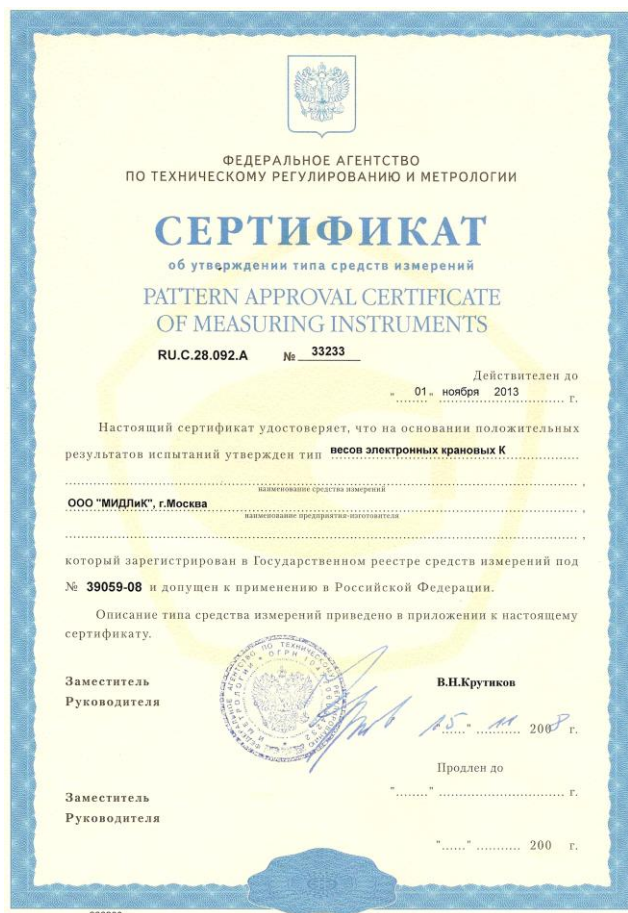 ФЕДЕРАЛЬНОЕ АГЕНТСТВО
ПО ТЕХНИЧЕСКОМУ РЕГУЛИРОВАНИЮ И МЕТРОЛОГИИ
СЕРТИФИКАТ
об утверждении типа средств измерений
PATTERN APPROVAL CERTIFICATE
OF MEASURING INSTRUMENTS
RU.C.28.092.A № 33233
Действителен до
" 01 " ноября 2013 г.
Настоящий сертификат удостоверяет, что на основании положительных
результатов испытаний утвержден тип весов электронных крановых К
наименование средства измерений
ООО "МИДЛиК", г.Москва
наименование предприятия-изготовителя
который зарегистрирован в Государственном реестре средств измерений под
№ 39059-08 и допущен к применению в Российской Федерации.
Описание типа средства измерений приведено в приложении к настоящему
сертификату.
Заместитель
Руководителя
В.Н.Крутиков
"15" 11 2008 г.
Продлен до
"........" ........................... г.
Заместитель
Руководителя
"......" ........... 200 г.